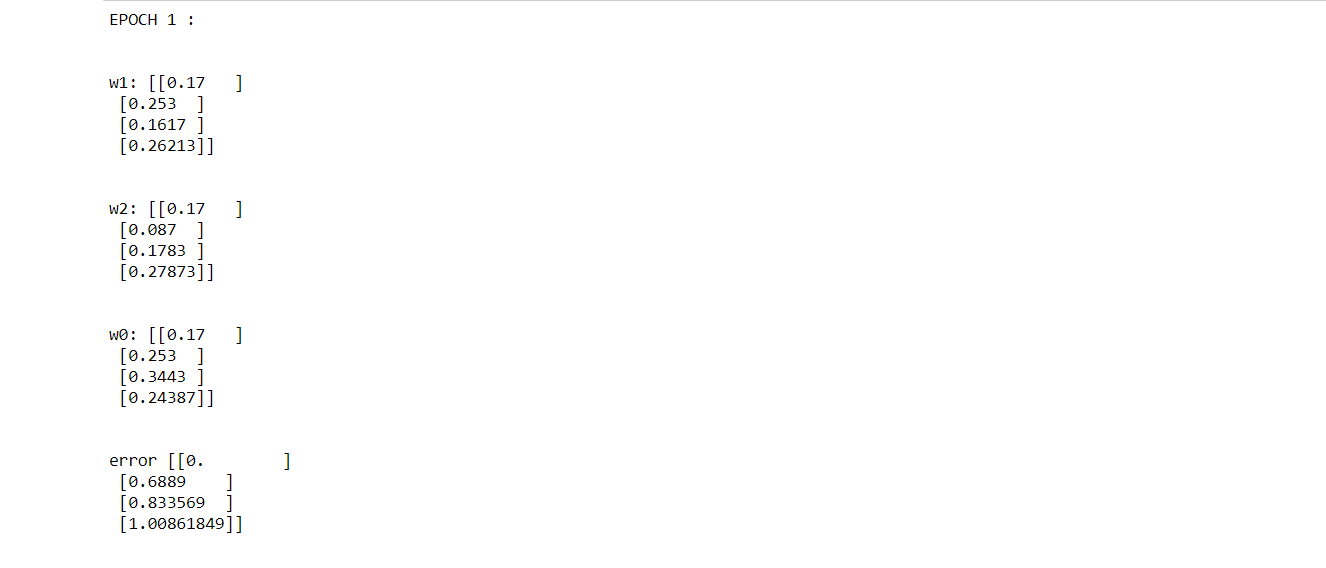 EPOCH 1 :
w1: [[0.17   ]
 [0.253  ]
 [0.1617 ]
 [0.26213]]
w2: [[0.17   ]
 [0.087  ]
 [0.1783 ]
 [0.27873]]
w0: [[0.17   ]
 [0.253  ]
 [0.3443 ]
 [0.24387]]
error [[0.        ]
 [0.6889    ]
 [0.833569  ]
 [1.00861849]]